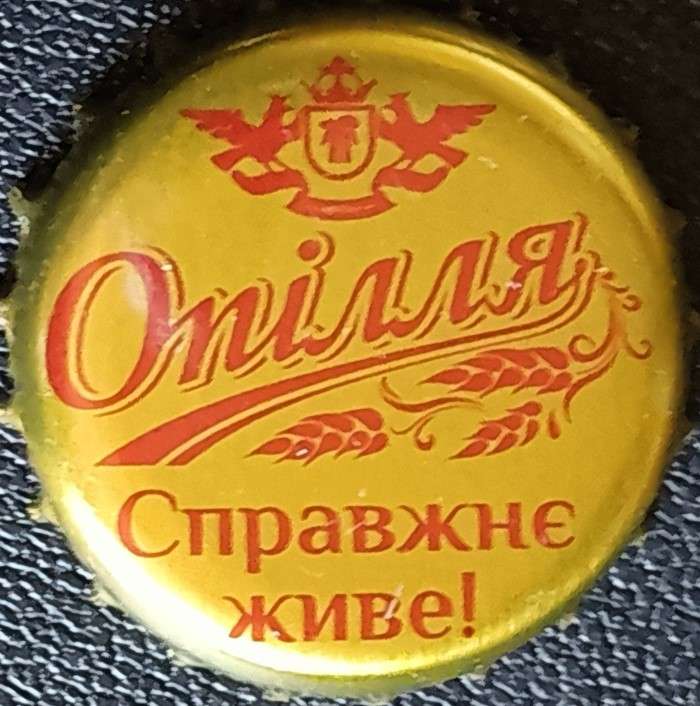 Опілля
Справжнє
живе!